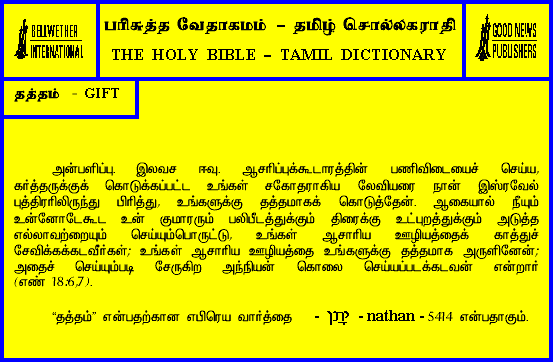 BELLWETHER
INTERNATIONAL
பரிசுத்த வேதாகமம் – தமிழ் சொல்லகராதி
THE HOLY BIBLE – TAMIL DICTIONARY
GOOD NEWS
PUBLISHERS
தத்தம் - GIFT
அன்பளிப்பு. இலவச ஈவு. ஆசரிப்புக்கூடாரத்தின் பணிவிடையைச் செய்ய,
கர்த்தருக்குக் கொடுக்கப்பட்ட உங்கள் சகோதராகிய லேவியரை நான் இஸ்ரவேல்
புத்திரரிலிருந்து பிரித்து, உங்களுக்கு தத்தமாகக் கொடுத்தேன். ஆகையால் நீயும்
உன்னோடேகூட உன் குமாரரும் பலிபீடத்துக்கும் திரைக்கு உட்புறத்துக்கும் அடுத்த
எல்லாவற்றையும் செய்யும்பொருட்டு, உங்கள் ஆசாரிய ஊழியத்தைக் காத்துச்
சேவிக்கக்கடவீர்கள்; உங்கள் ஆசாரிய ஊழியத்தை உங்களுக்கு தத்தமாக அருளினேன்;
அதைச் செய்யும்படி சேருகிற அந்நியன் கொலை செய்யப்படக்கடவன் என்றார்
(எண் 18:6,7).
“தத்தம்” என்பதற்கான எபிரெய வார்த்தை - נָתַן - nathan - 5414 என்பதாகும்.